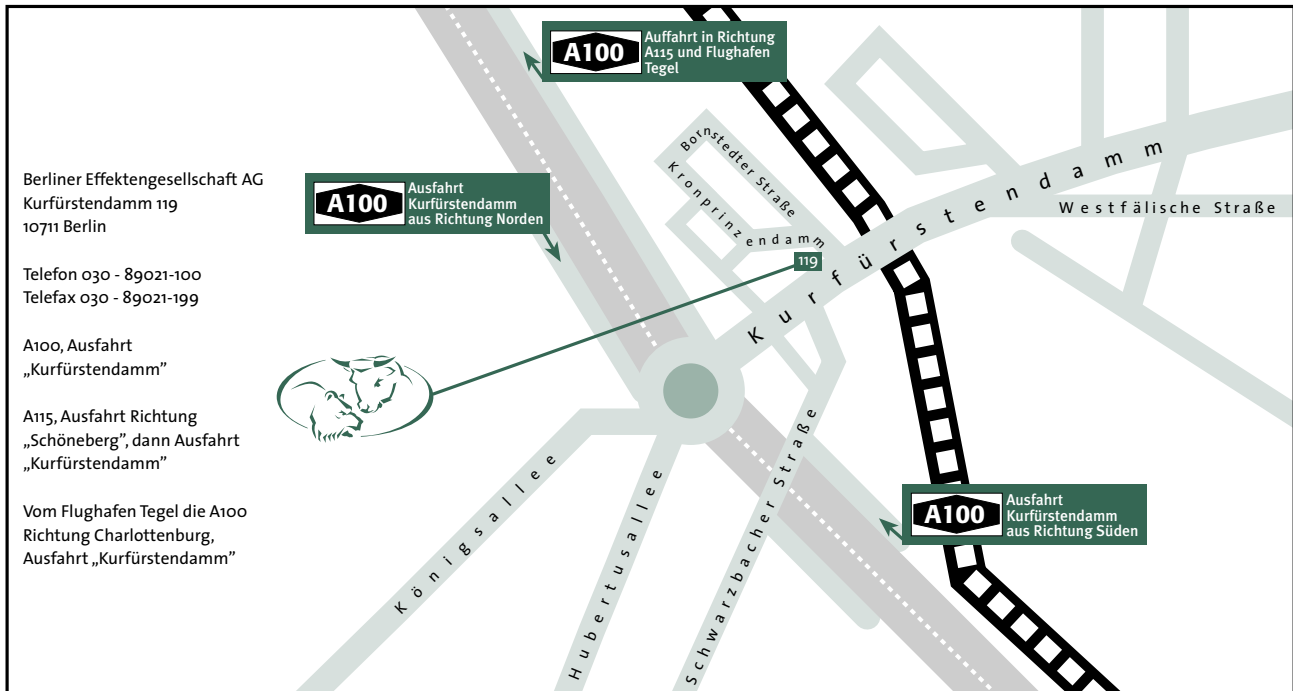 Berliner Effektengesellschaft AG
Kurfürstendamm 119
10711 Berlin
Telefon 030 - 89021-100
Telefax 030 - 89021-199
A100, Ausfahrt
„Kurfürstendamm”
A115, Ausfahrt Richtung
„Schöneberg”, dann Ausfahrt
„Kurfürstendamm”
Vom Flughafen Tegel die A100
Richtung Charlottenburg,
Ausfahrt „Kurfürstendamm”
A100
Auffahrt in Richtung
A115 und Flughafen
Tegel
A100
Ausfahrt
Kurfürstendamm
aus Richtung Norden
Bornstedter Straße
Kronprinzendamm
119
Kurfürstendamm
Westfälische Straße
Königsallee
Hubertusallee
Schwarzbacher Straße
A100
Ausfahrt
Kurfürstendamm
aus Richtung Süden